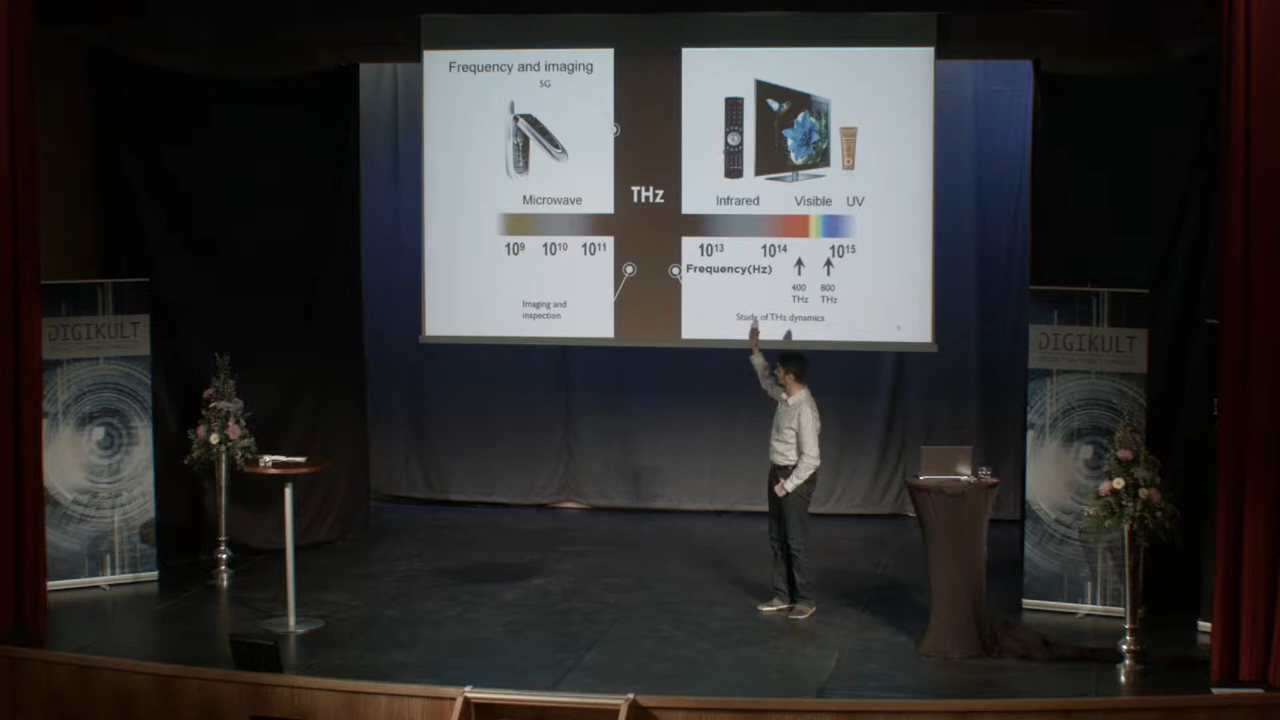 Frequency and imaging
5G
Microwave
THz
Infrared
Visible
UV
10⁹
10¹⁰
10¹¹
10¹³
10¹⁴
10¹⁵
Frequency(Hz)
400
THz
800
THz
Imaging and
inspection
Study of THz dynamics
DIGIKULT
DIGIKULT